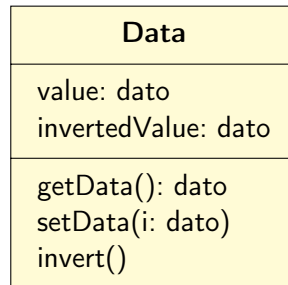 Data
value: dato
invertedValue: dato
getData(): dato
setData(i: dato)
invert()